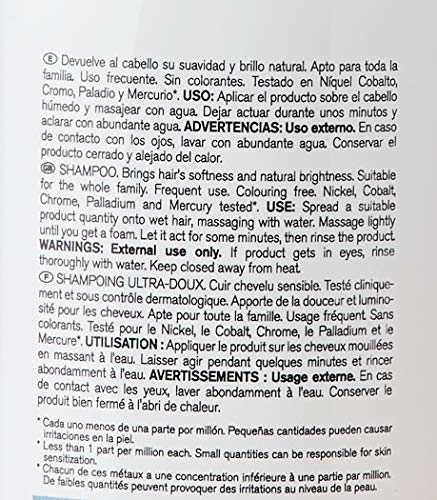 Ⓔ Devuelve al cabello su suavidad y brillo natural. Apto para toda la
familia. Uso frecuente. Sin colorantes. Testado en Níquel Cobalto,
Cromo, Paladio y Mercurio*. USO: Aplicar el producto sobre el cabello
húmedo y masajear con agua. Dejar actuar durante unos minutos y
aclarar con abundante agua. ADVERTENCIAS: Uso externo. En caso
de contacto con los ojos, lavar con abundante agua. Conservar el
producto cerrado y alejado del calor.
GB SHAMPOO. Brings hair's softness and natural brightness. Suitable
for the whole family. Frequent use. Colouring free. Nickel, Cobalt,
Chrome, Palladium and Mercury tested*. USE: Spread a suitable
product quantity onto wet hair, massaging with water. Massage lightly
until you get a foam. Let it act for some minutes, then rinse the product.
WARNINGS: External use only. If product gets in eyes, rinse
thoroughly with water. Keep closed away from heat.
Ⓕ SHAMPOING ULTRA-DOUX. Cuir chevelu sensible. Testé clinique-
ment et sous contrôle dermatologique. Apporte de la douceur et lumino-
sité pour les cheveux. Apte pour toute la famille. Usage fréquent. Sans
colorants. Testé pour le Nickel, le Cobalt, Chrome, le Palladium et le
Mercure*. UTILISATION : Appliquer le produit sur les cheveux mouillées
en massant à l'eau. Laisser agir pendant quelques minutes et rincer
abondamment à l'eau. AVERTISSEMENTS : Usage externe. En cas
de contact avec les yeux, laver abondamment à l'eau. Conserver le
produit bien fermé à l'abri de chaleur.
*Cada uno menos de una parte por millón. Pequeñas cantidades pueden causar
irritaciones en la piel.
*Less than 1 part per million each. Small quantities can be responsible for skin
sensitization.
*Chacun de ces métaux a une concentration inférieure à une partie par million.
De faibles quantités peuvent provoquer des irritations au niveau de la peau.